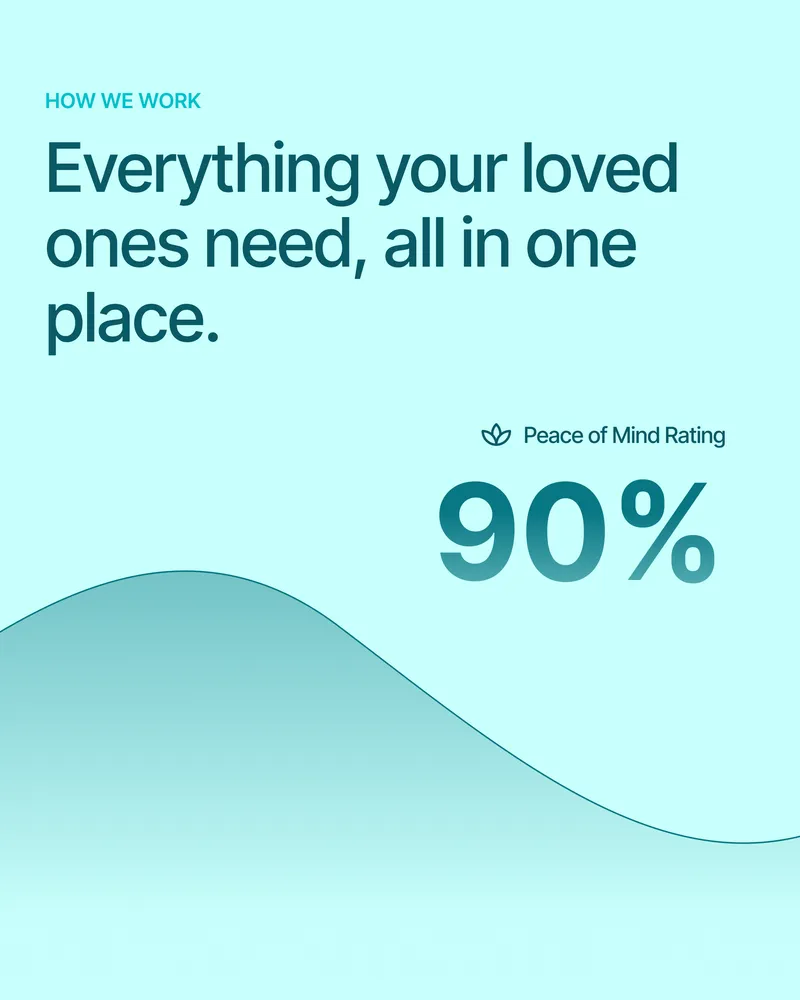 HOW WE WORK
Everything your loved
ones need, all in one
place.
Peace of Mind Rating
90%